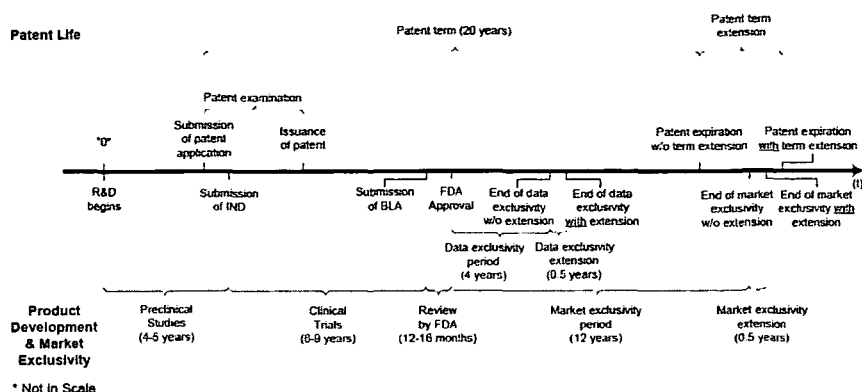 Patent Life
Patent term (20 years)
Patent term
extension
Patent examination
"0"
Submission
of patent
application
Issuance
of patent
Patent expiration
w/o term extension
Patent expiration
with term extension
(t)
R&D
begins
Submission
of IND
Submission
of BLA
FDA
Approval
End of data
exclusivity
w/o extension
End of data
exclusivity
with extension
End of market
exclusivity
w/o extension
End of market
exclusivity with
extension
Data exclusivity
period
(4 years)
Data exclusivity
extension
(0.5 years)
Product
Development
& Market
Exclusivity
Preclinical
Studies
(4-5 years)
Clinical
Trials
(6-9 years)
Review
by FDA
(12-16 months)
Market exclusivity
period
(12 years)
Market exclusivity
extension
(0.5 years)
* Not in Scale